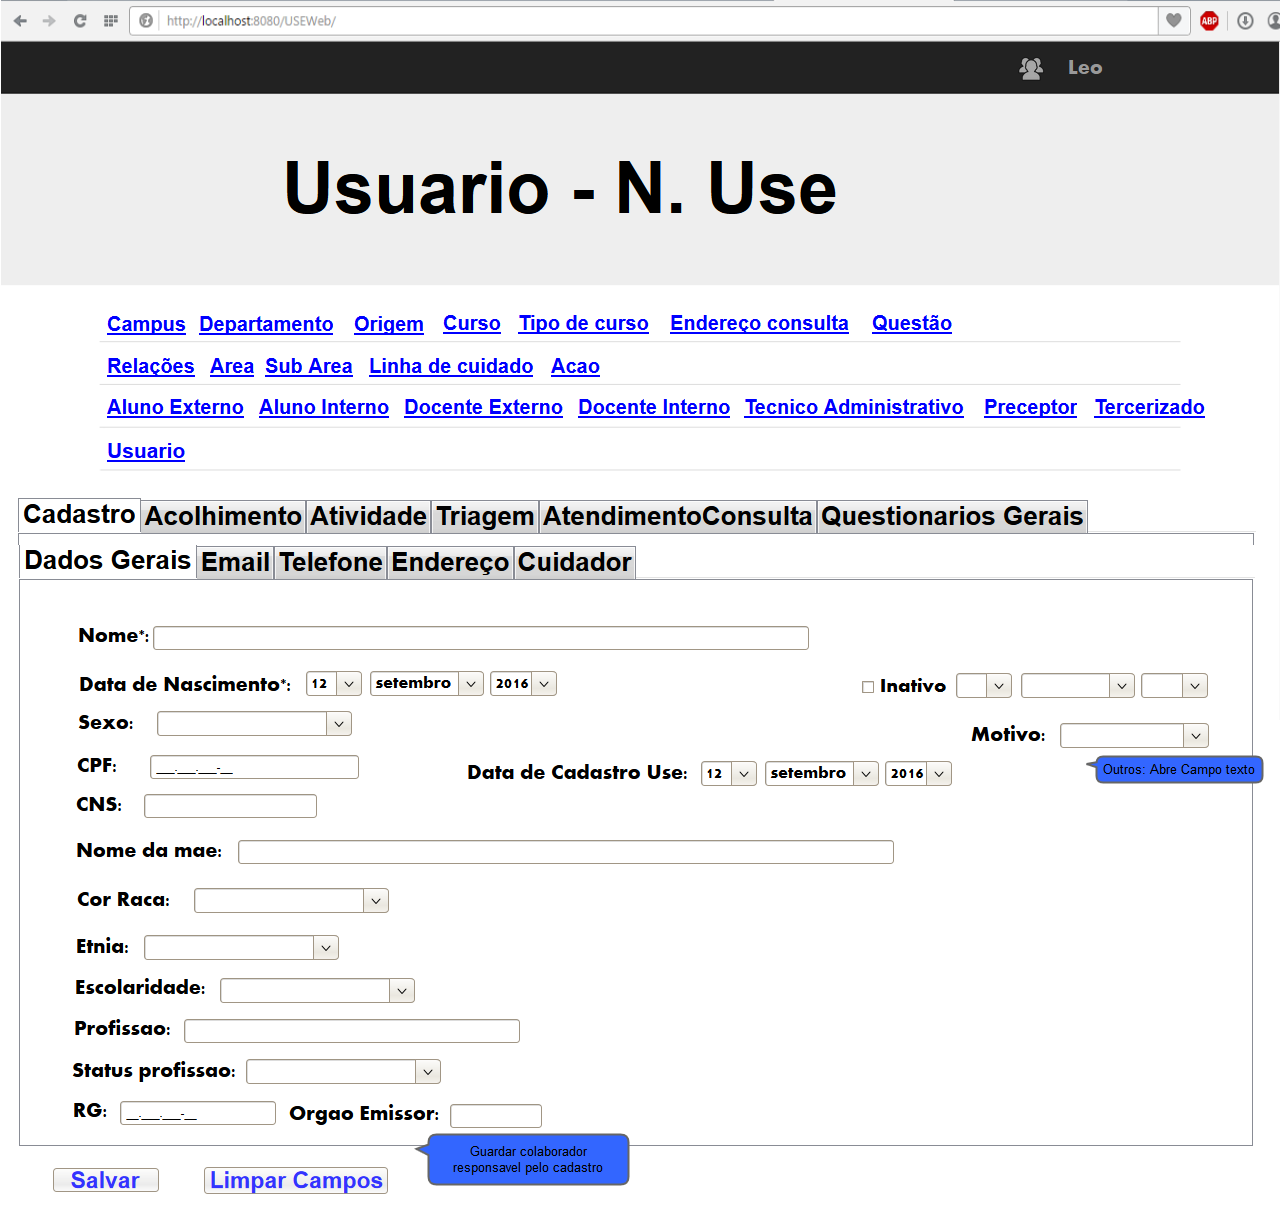 http://localhost:8080/USEWeb/
ABP
Leo
Usuario - N. Use
Campus Departamento Origem Curso Tipo de curso Endereço consulta Questão
Relações Area Sub Area Linha de cuidado Acao
Aluno Externo Aluno Interno Docente Externo Docente Interno Tecnico Administrativo Preceptor Tercerizado
Usuario
Cadastro Acolhimento Atividade Triagem AtendimentoConsulta Questionarios Gerais
Dados Gerais Email Telefone Endereço Cuidador
Nome*:
Data de Nascimento*: 12 setembro 2016 Inativo
Sexo:
Motivo:
CPF: __.__.__-__
Data de Cadastro Use: 12 setembro 2016
Outros: Abre Campo texto
CNS:
Nome da mae:
Cor Raca:
Etnia:
Escolaridade:
Profissao:
Status profissao:
RG: __.__.__-__ Orgao Emissor:
Guardar colaborador
responsavel pelo cadastro
Salvar Limpar Campos